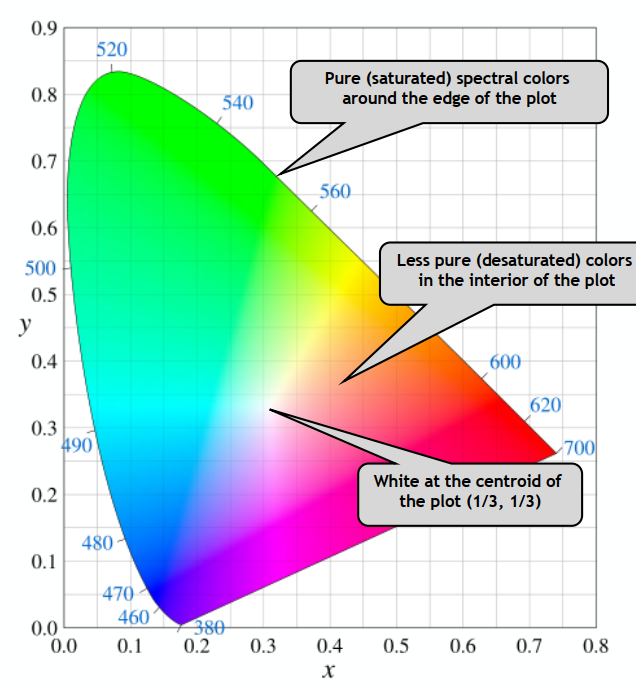 0.9
520
Pure (saturated) spectral colors
around the edge of the plot
0.8
540
0.7
560
0.6
Less pure (desaturated) colors
in the interior of the plot
500
0.5
y
0.4
600
620
0.3
490
700
White at the centroid of
the plot (1/3, 1/3)
0.2
480
0.1
470
460
0.0
380
0.0 0.1 0.2 0.3 0.4 0.5 0.6 0.7 0.8
x